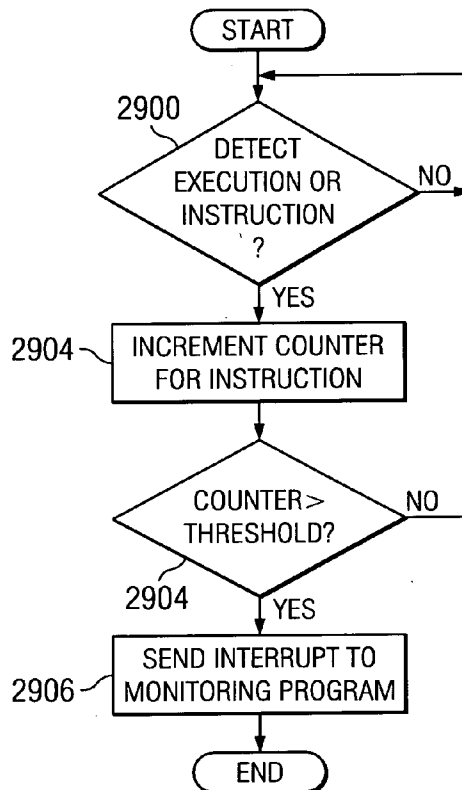 START
2900
DETECT
EXECUTION OR
INSTRUCTION
?
NO
YES
2904
INCREMENT COUNTER
FOR INSTRUCTION
COUNTER>
THRESHOLD?
NO
2904
YES
2906
SEND INTERRUPT TO
MONITORING PROGRAM
END